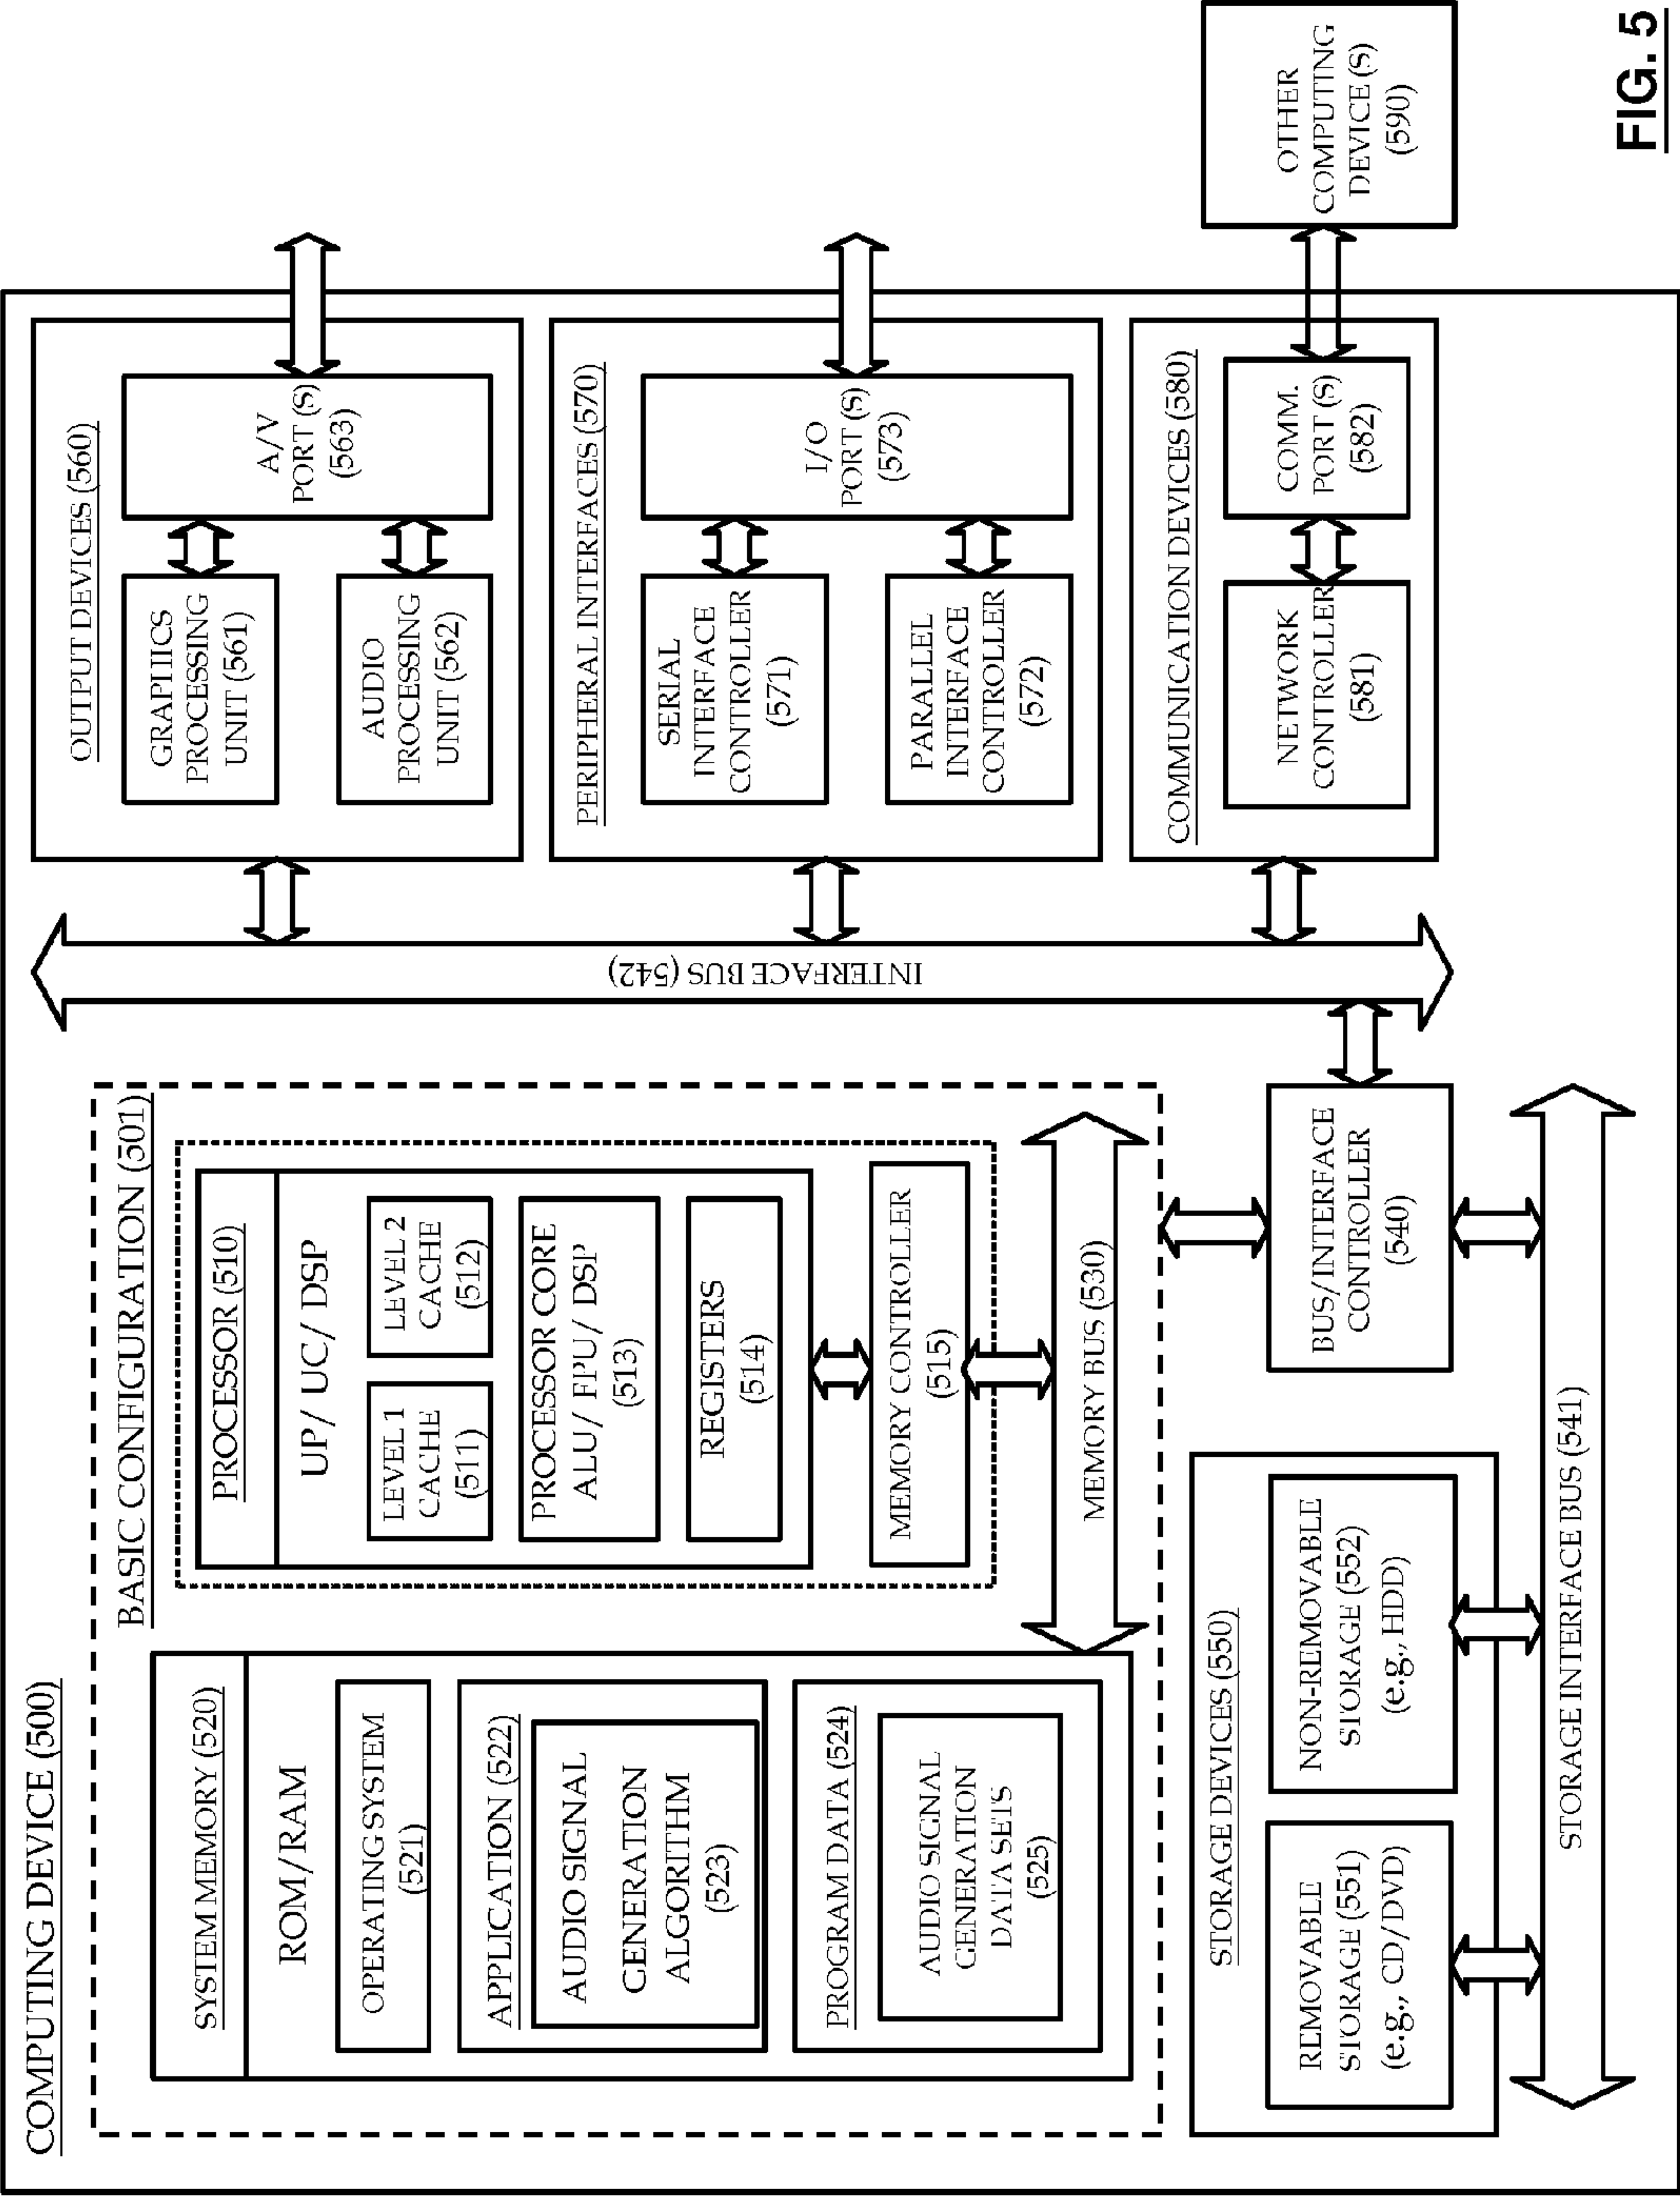 COMPUTING DEVICE (500)
BASIC CONFIGURATION (501)
SYSTEM MEMORY (520)
ROM/RAM
OPERATING SYSTEM
(521)
APPLICATION (522)
AUDIO SIGNAL
GENERATION
ALGORITHM
(523)
PROGRAM DATA (524)
AUDIO SIGNAL
GENERATION
DATA SETS
(525)
PROCESSOR (510)
UP/ UC/ DSP
LEVEL 1
CACHE
(511)
LEVEL 2
CACHE
(512)
PROCESSOR CORE
ALU/ FPU/ DSP
(513)
REGISTERS
(514)
MEMORY CONTROLLER
(515)
MEMORY BUS (530)
BUS/INTERFACE
CONTROLLER
(540)
STORAGE DEVICES (550)
REMOVABLE
STORAGE (551)
(e.g., CD/DVD)
NON-REMOVABLE
STORAGE (552)
(e.g., HDD)
STORAGE INTERFACE BUS (541)
INTERFACE BUS (542)
OUTPUT DEVICES (560)
GRAPHICS
PROCESSING
UNIT (561)
AUDIO
PROCESSING
UNIT (562)
A/V
PORT (S)
(563)
PERIPHERAL INTERFACES (570)
SERIAL
INTERFACE
CONTROLLER
(571)
PARALLEL
INTERFACE
CONTROLLER
(572)
I/O
PORT (S)
(573)
COMMUNICATION DEVICES (580)
NETWORK
CONTROLLER
(581)
COMM.
PORT (S)
(582)
OTHER
COMPUTING
DEVICE (S)
(590)
FIG. 5